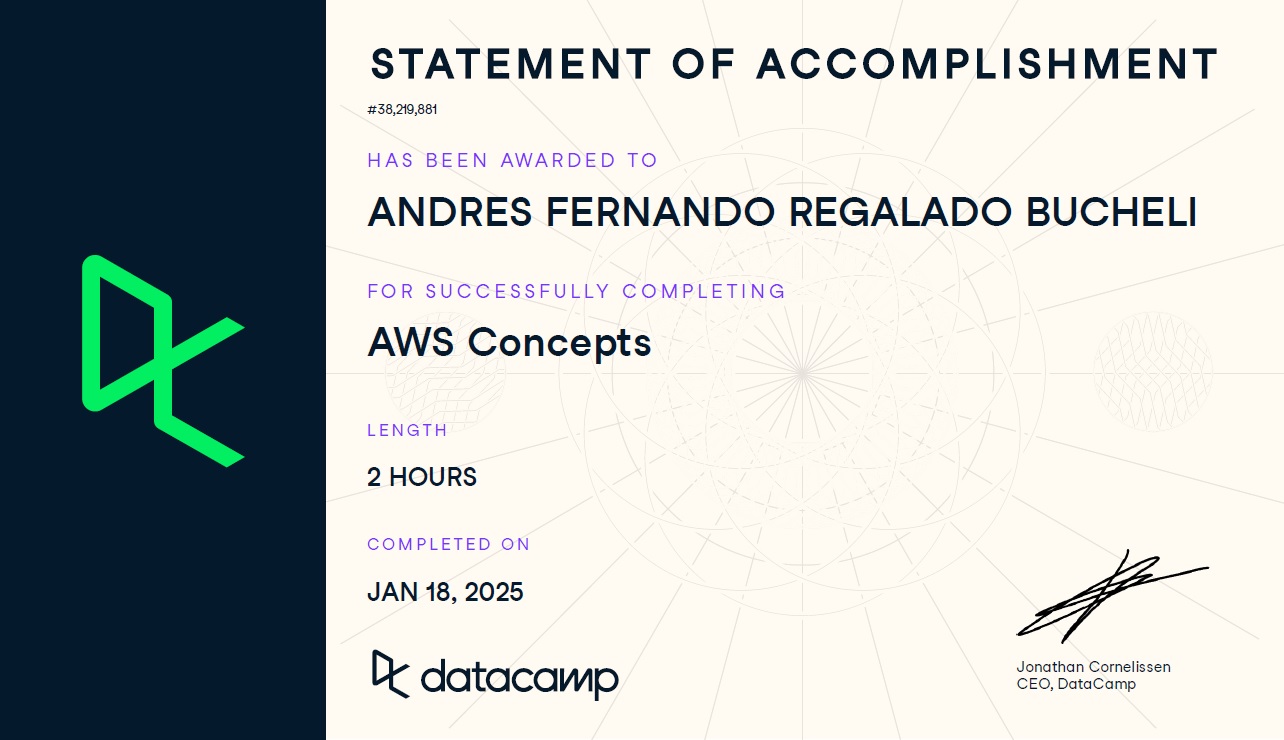 STATEMENT OF ACCOMPLISHMENT
#38,219,881
HAS BEEN AWARDED TO
ANDRES FERNANDO REGALADO BUCHELI
FOR SUCCESSFULLY COMPLETING
AWS Concepts
LENGTH
2 HOURS
COMPLETED ON
JAN 18, 2025
datacamp
Jonathan Cornelissen
CEO, DataCamp